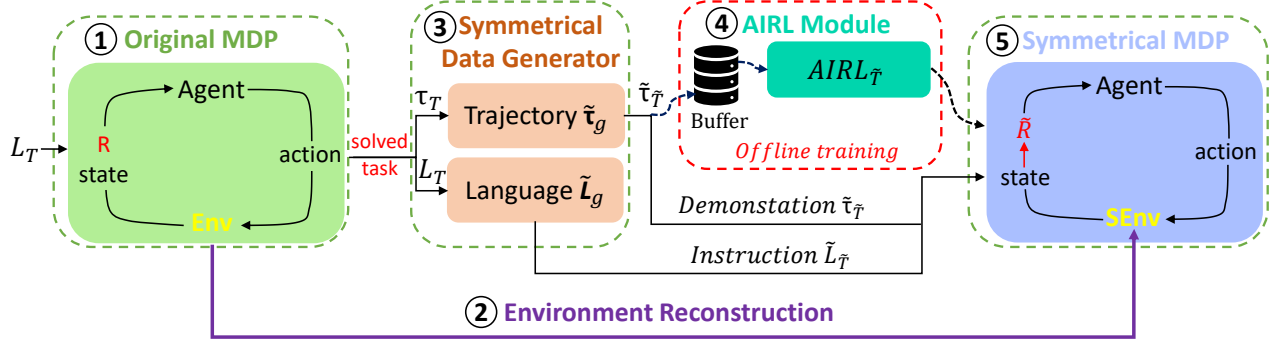 ① Original MDP
L_T
Agent
R
state
action
Env
solved
task
③ Symmetrical
Data Generator
τ_T
Trajectory τ̃_g
L_T
Language L̃_g
τ̃_T̃
④ AIRL Module
AIRL_T̃
Buffer
Offline training
Demonstation τ̃_T̃
Instruction L̃_T̃
⑤ Symmetrical MDP
Agent
R̃
state
action
SEnv
② Environment Reconstruction